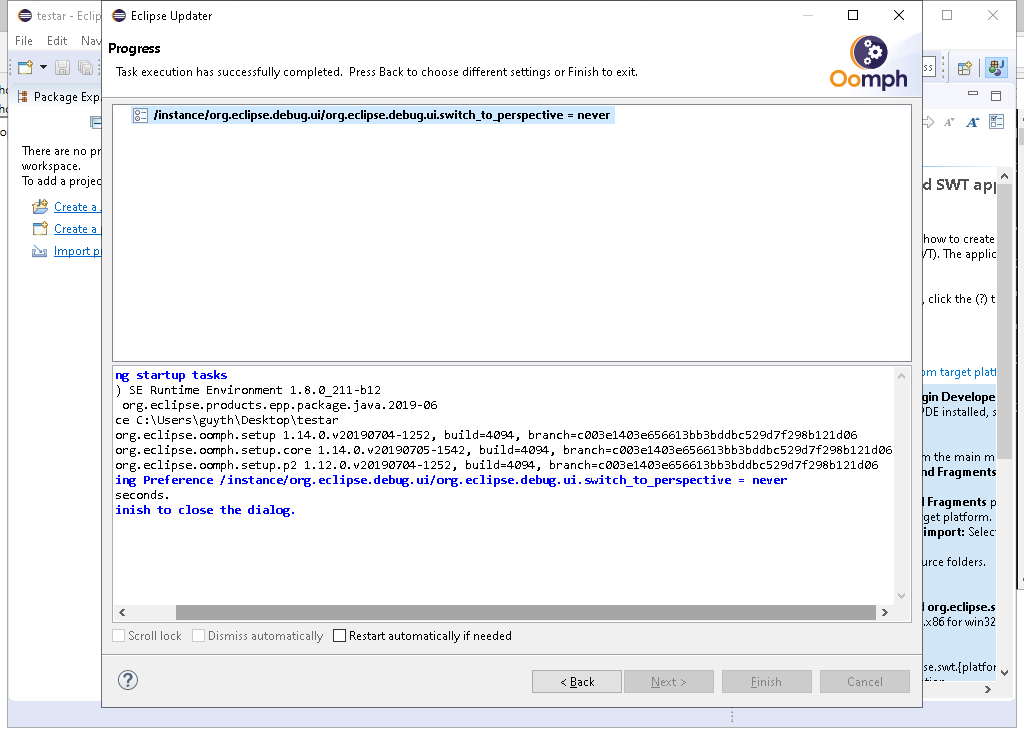 testar - Eclip
Eclipse Updater
File Edit Nav
Progress
Task execution has successfully completed. Press Back to choose different settings or Finish to exit.
Oomph
ss
Package Exp
/instance/org.eclipse.debug.ui/org.eclipse.debug.ui.switch_to_perspective = never
There are no pr
workspace.
To add a projec
Create a
Create a
Import p
d SWT app
how to create
/T). The applic
, click the (?) t
om target platf
ng startup tasks
) SE Runtime Environment 1.8.0_211-b12
org.eclipse.products.epp.package.java.2019-06
ce C:\Users\guyth\Desktop\testar
org.eclipse.oomph.setup 1.14.0.v20190704-1252, build=4094, branch=c003e1403e656613bb3bddbc529d7f298b121d06
org.eclipse.oomph.setup.core 1.14.0.v20190705-1542, build=4094, branch=c003e1403e656613bb3bddbc529d7f298b121d06
org.eclipse.oomph.setup.p2 1.12.0.v20190704-1252, build=4094, branch=c003e1403e656613bb3bddbc529d7f298b121d06
ing Preference /instance/org.eclipse.debug.ui/org.eclipse.debug.ui.switch_to_perspective = never
seconds.
inish to close the dialog.
gin Develope
PDE installed, s
m the main m
nd Fragments
l Fragments p
get platform.
import: Selec
urce folders.
l org.eclipse.s
.x86 for win32
se.swt.{platfor
Scroll lock Dismiss automatically Restart automatically if needed
? < Back Next > Finish Cancel